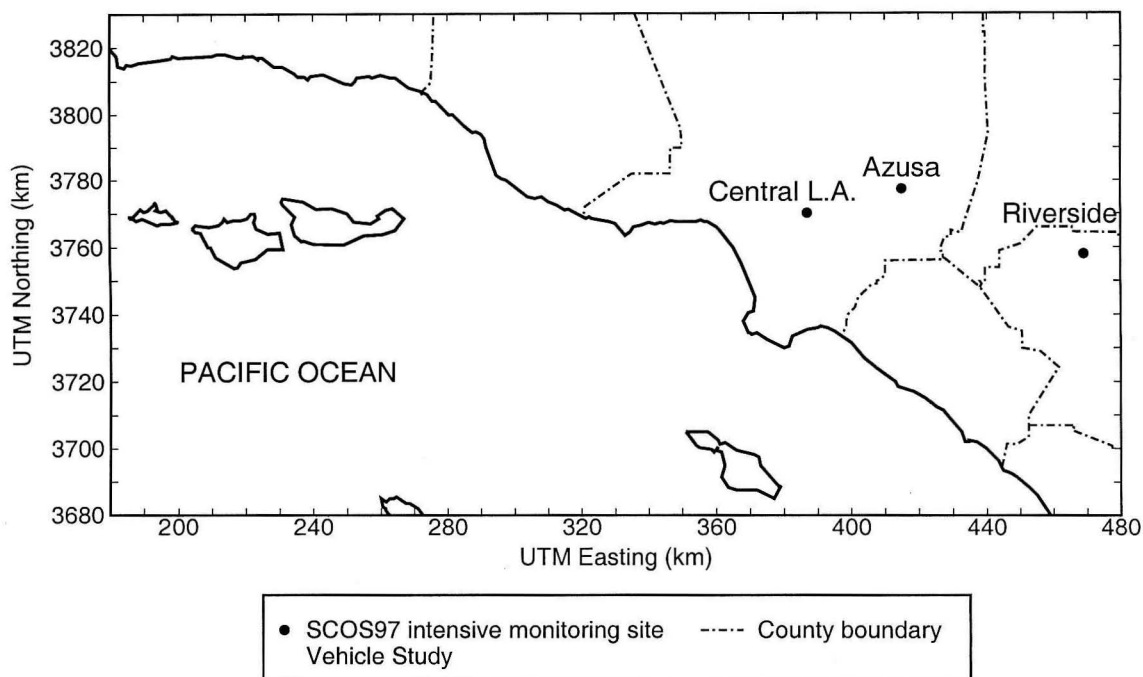 3820
3800
3780
3760
3740
3720
3700
3680
UTM Northing (km)
Azusa
Central L.A.
Riverside
PACIFIC OCEAN
200 240 280 320 360 400 440 480
UTM Easting (km)
SCOS97 intensive monitoring site
Vehicle Study
County boundary